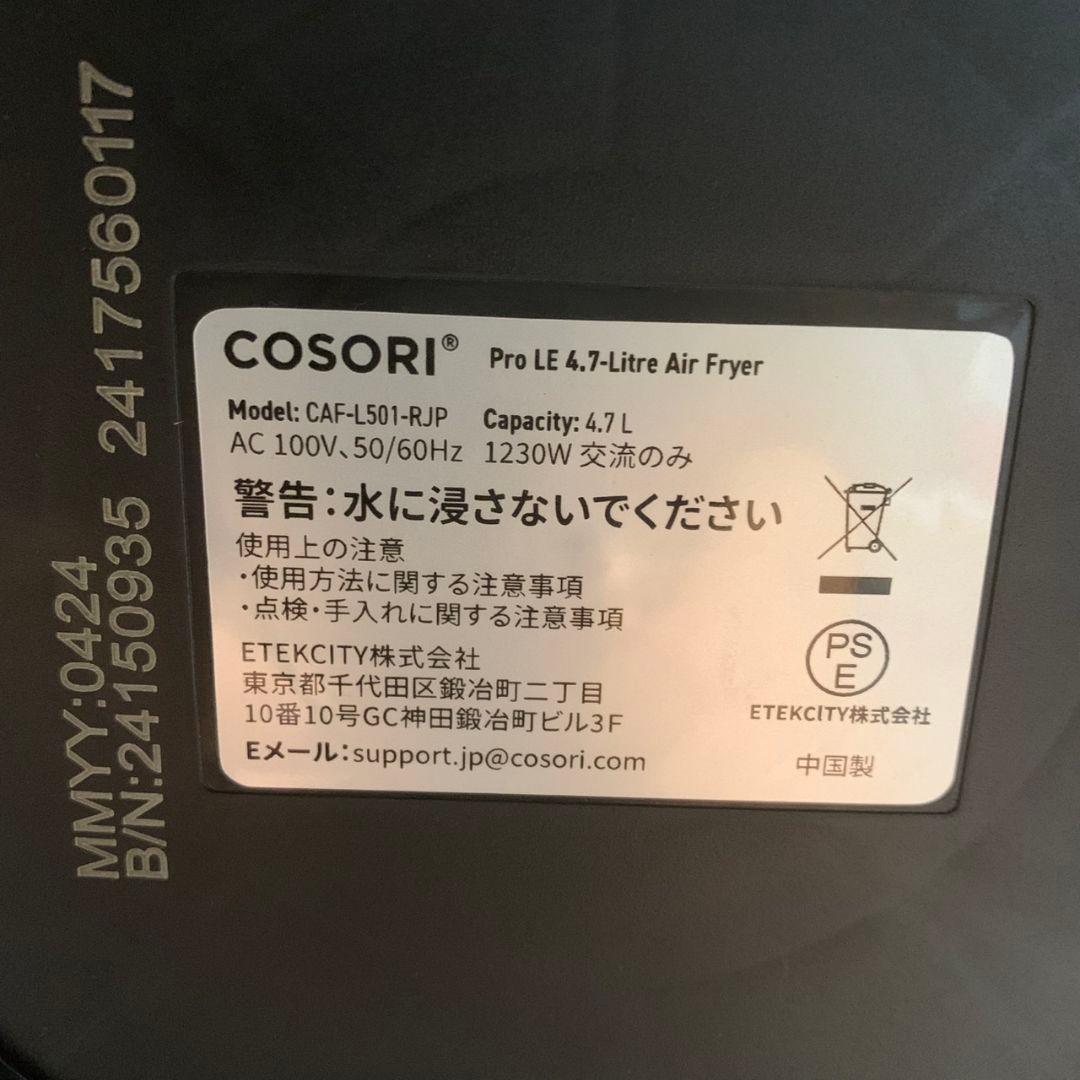 COSORI® Pro LE 4.7-Litre Air Fryer
Model: CAF-L501-RJP Capacity: 4.7 L
AC 100V、50/60Hz 1230W 交流のみ
警告：水に浸さないでください
使用上の注意
・使用方法に関する注意事項
・点検・手入れに関する注意事項
ETEKCITY株式会社
東京都千代田区鍛冶町二丁目
10番10号GC神田鍛冶町ビル3F
Eメール：support.jp@cosori.com
PS
E
ETEKCITY株式会社
中国製
MMYY:0424
B/N:24150935 2417560117